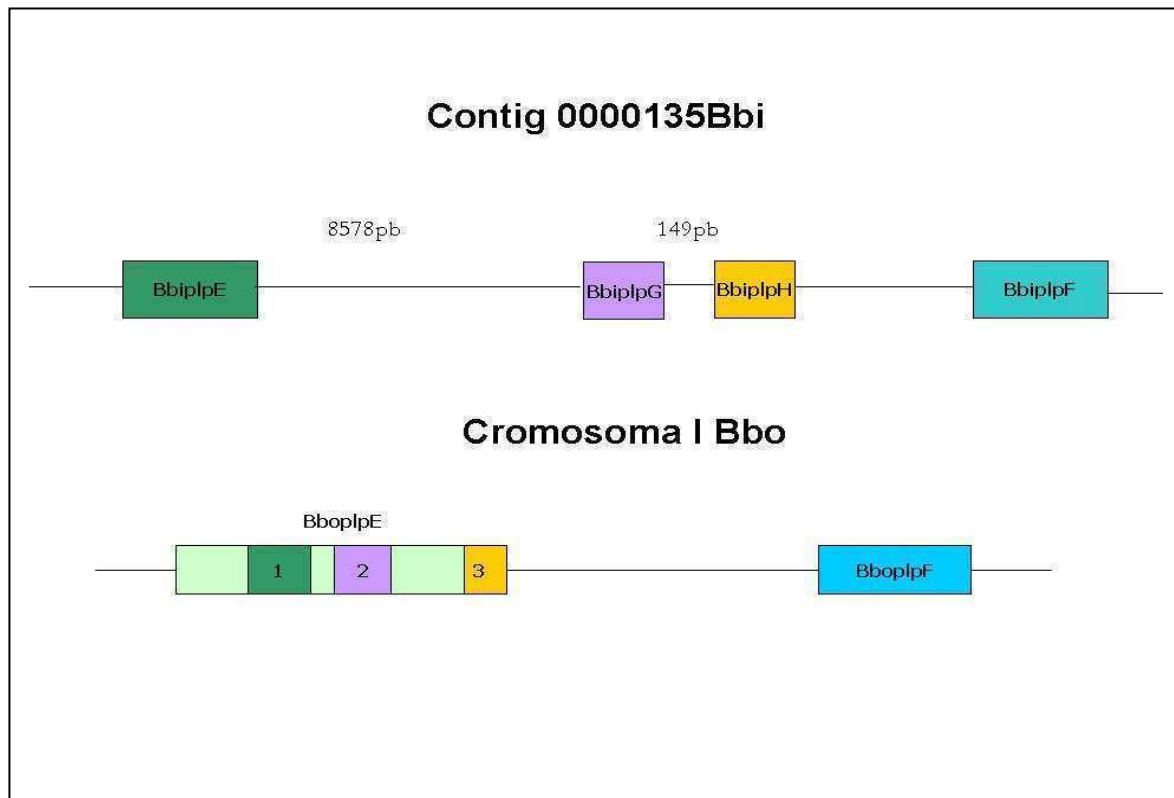 Contig 0000135Bbi
8578pb 149pb
BbiplpE BbiplpG BbiplpH BbiplpF
Cromosoma I Bbo
BboplpE
1 2 3 BboplpF